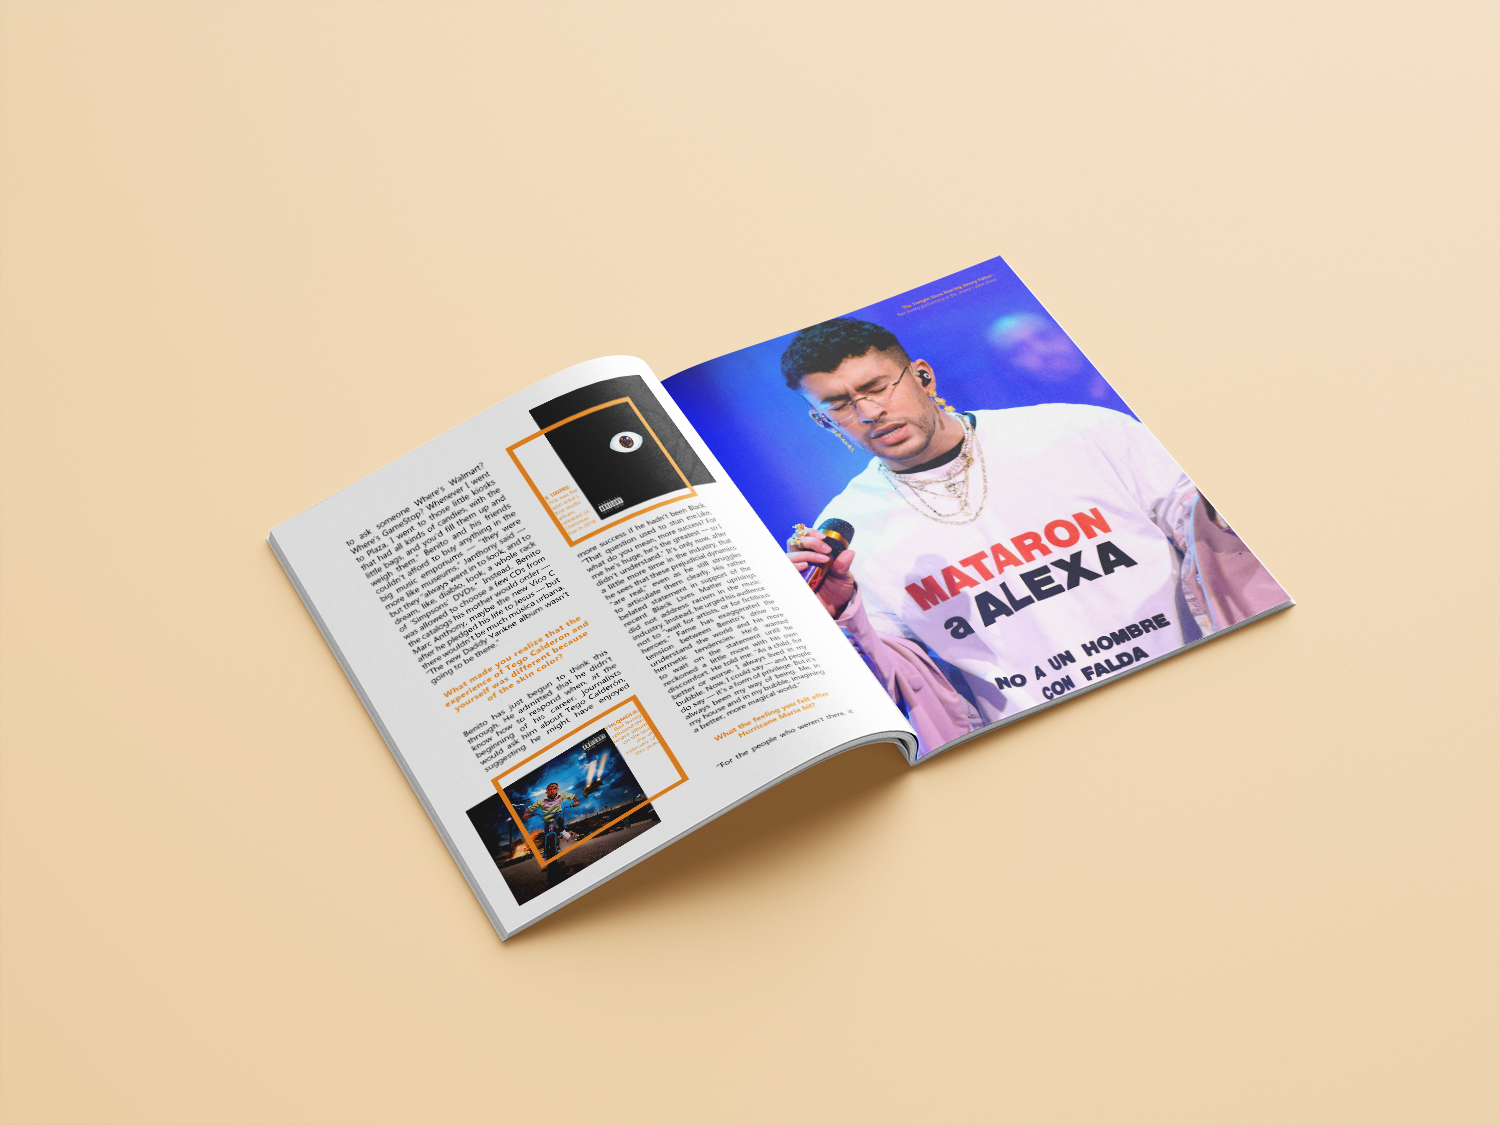 to ask someone Where's Walmart?
Where's GameStop? Whenever I went
to Plaza, I went to those little kiosks
that had all kinds of candies, with the
little bags, and you'd fill them up and
weigh them." Benito and his friends
couldn't afford to buy anything in the
big music emporiums — "they were
more like museums," Janthony said —
but they "always went in to look, and to
dream, like, diablo, look, a whole rack
of 'Simpsons' DVDs." Instead, Benito
was allowed to choose a few CDs from
the catalogs his mother would order —
Marc Anthony, maybe the new Vico C
after he pledged his life to Jesus — but
there wouldn't be much música urbana.
"The new Daddy Yankee album wasn't
going to be there."
What made you realize that the
experience of Tego Calderon and
yourself was different because
of the skin color?
Benito has just begun to think this
through. He admitted that he didn't
know how to respond when, at the
beginning of his career, journalists
would ask him about Tego Calderón,
suggesting he might have enjoyed
more success if he hadn't been Black.
"That question used to stun me:Like,
what do you mean, more success? For
me he's huge, he's the greatest — so I
didn't understand." It's only now, after
a little more time in the industry, that
he sees that these prejudicial dynamics
"are real," even as he still struggles
to articulate them clearly. His rather
belated statement in support of the
recent Black Lives Matter uprisings
did not address racism in the music
industry. Instead, he urged his audience
not to "wait for artists, or for fictitious
heroes." Fame has exaggerated the
tension between Benito's drive to
understand the world and his more
hermetic tendencies. He'd wanted
to wait on the statement until he
reckoned a little more with his own
discomfort. He told me: "As a child, for
better or worse, I always lived in my
bubble. Now, I could say — and people
do say — it's a form of privilege. But it's
always been my way of being. Me, in
my house and in my bubble, imagining
a better, more magical world."
What the feeling you felt after
Hurricane Maria hit?
"For the people who weren't there, it
The Tonight Show Starring Jimmy Fallon:
MATARON
a ALEXA
NO A UN HOMBRE
CON FALDA